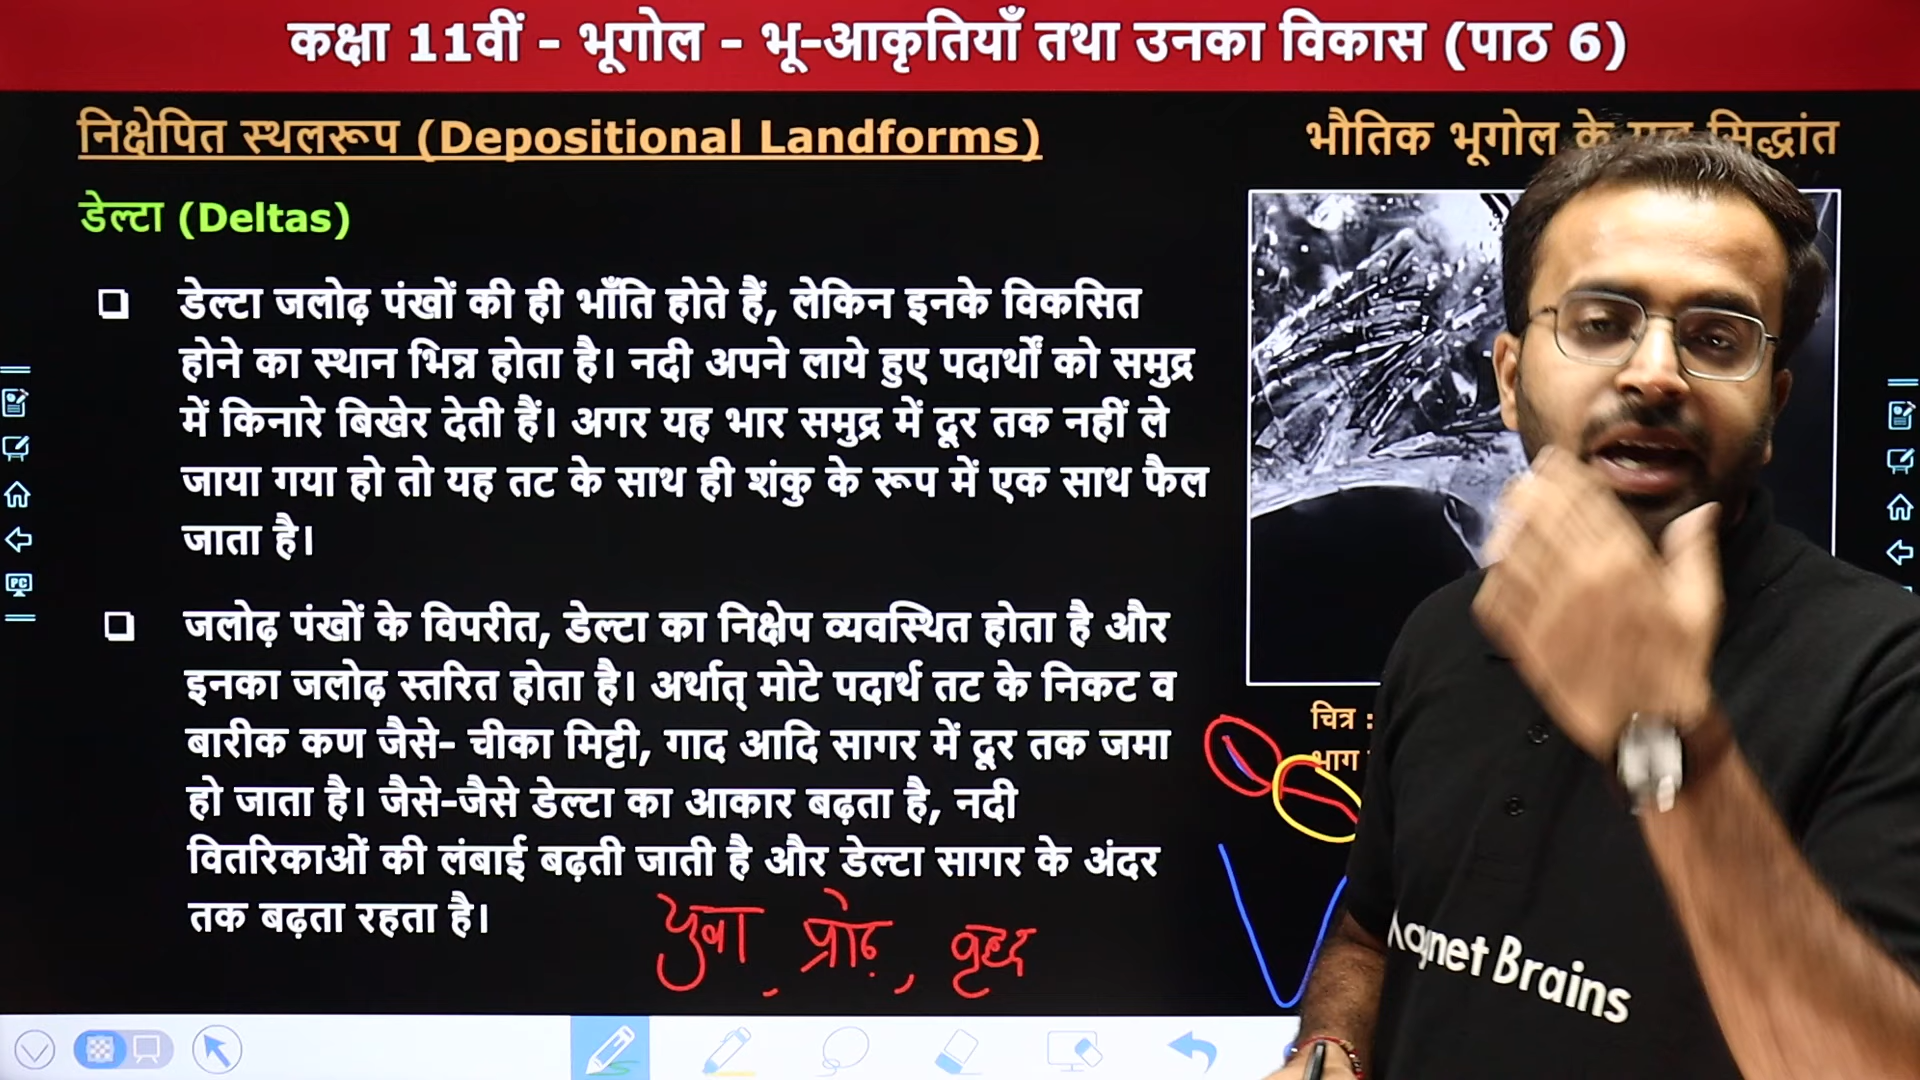 कक्षा 11वीं - भूगोल - भू-आकृतियाँ तथा उनका विकास (पाठ 6)
निक्षेपित स्थलरूप (Depositional Landforms)
भौतिक भूगोल के सिद्धांत
डेल्टा (Deltas)
डेल्टा जलोढ़ पंखों की ही भाँति होते हैं, लेकिन इनके विकसित
होने का स्थान भिन्न होता है। नदी अपने लाये हुए पदार्थों को समुद्र
में किनारे बिखेर देती हैं। अगर यह भार समुद्र में दूर तक नहीं ले
जाया गया हो तो यह तट के साथ ही शंकु के रूप में एक साथ फैल
जाता है।
जलोढ़ पंखों के विपरीत, डेल्टा का निक्षेप व्यवस्थित होता है और
इनका जलोढ़ स्तरित होता है। अर्थात् मोटे पदार्थ तट के निकट व
बारीक कण जैसे- चीका मिट्टी, गाद आदि सागर में दूर तक जमा
हो जाता है। जैसे-जैसे डेल्टा का आकार बढ़ता है, नदी
वितरिकाओं की लंबाई बढ़ती जाती है और डेल्टा सागर के अंदर
तक बढ़ता रहता है।
युवा, प्रौढ़, वृद्ध
चित्र :
भाग
PC
Magnet Brains